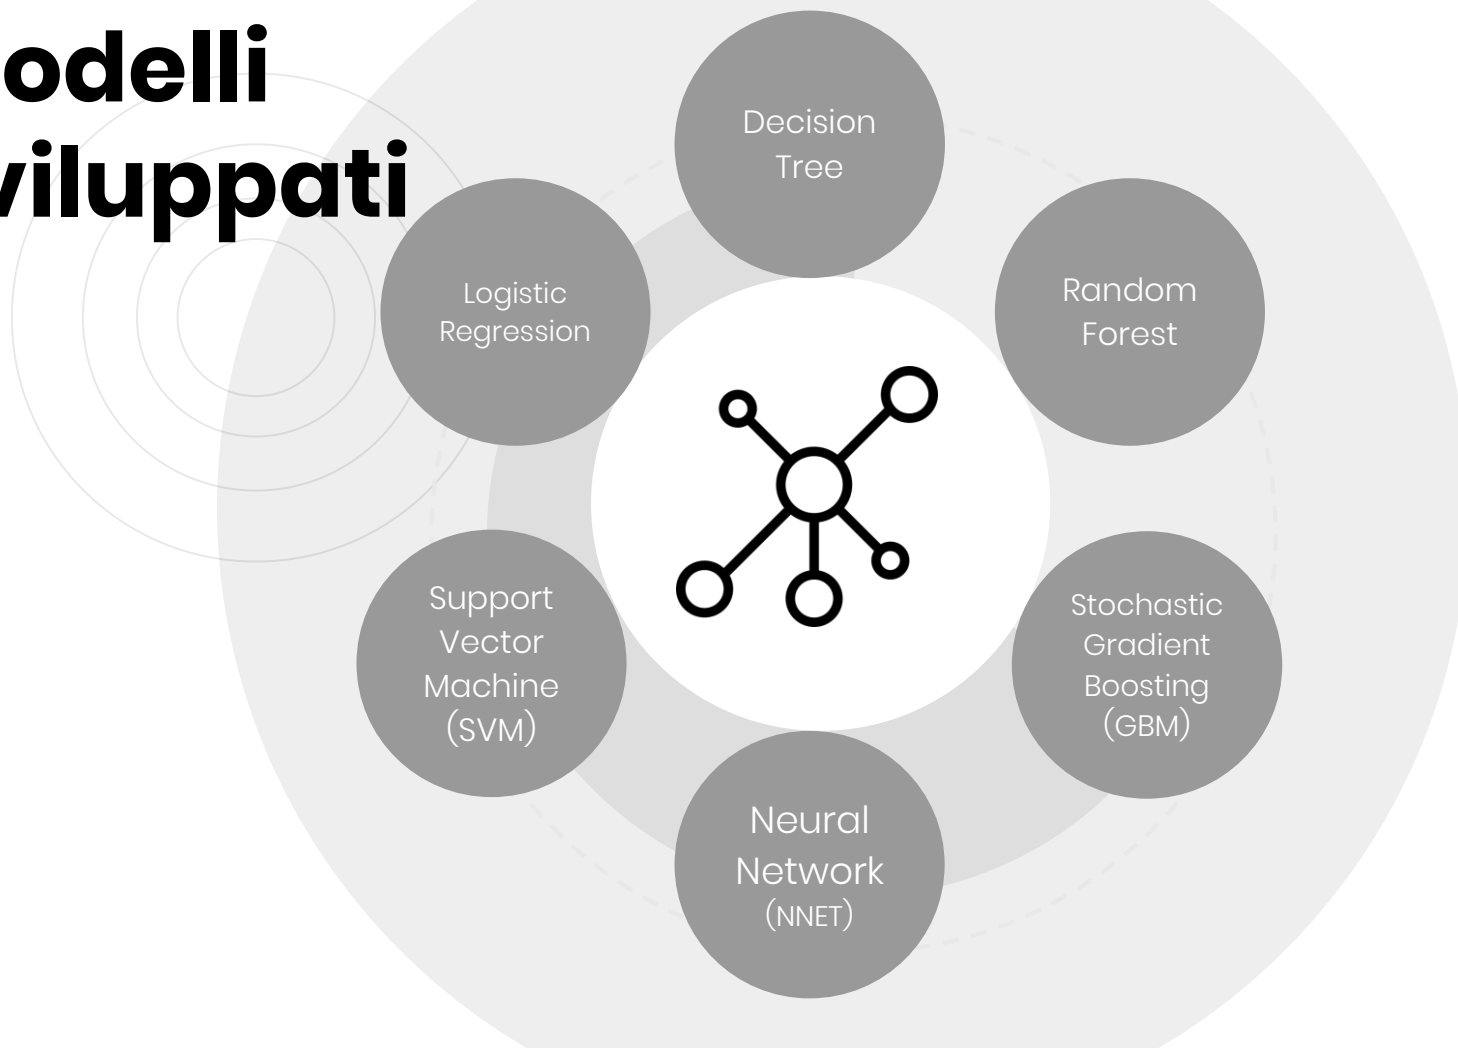 odelli
viluppati
Decision
Tree
Random
Forest
Logistic
Regression
Support
Vector
Machine
(SVM)
Stochastic
Gradient
Boosting
(GBM)
Neural
Network
(NNET)